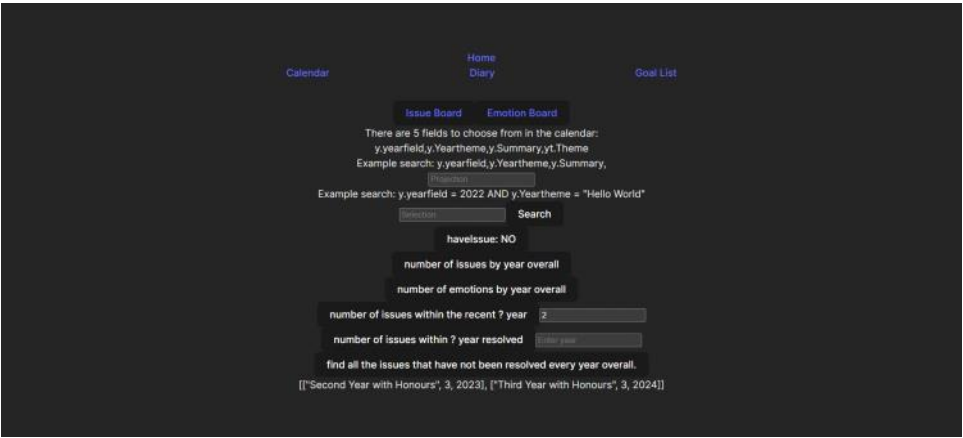 Home
Calendar Diary Goal List
Issue Board Emotion Board
There are 5 fields to choose from in the calendar:
y.yearfield,y.Yeartheme,y.Summary,yt.Theme
Example search: y.yearfield,y.Yeartheme,y.Summary,
Projection
Example search: y.yearfield = 2022 AND y.Yeartheme = "Hello World"
Selection Search
haveIssue: NO
number of issues by year overall
number of emotions by year overall
number of issues within the recent ? year 2
number of issues within ? year resolved Enter year
find all the issues that have not been resolved every year overall.
[["Second Year with Honours", 3, 2023], ["Third Year with Honours", 3, 2024]]